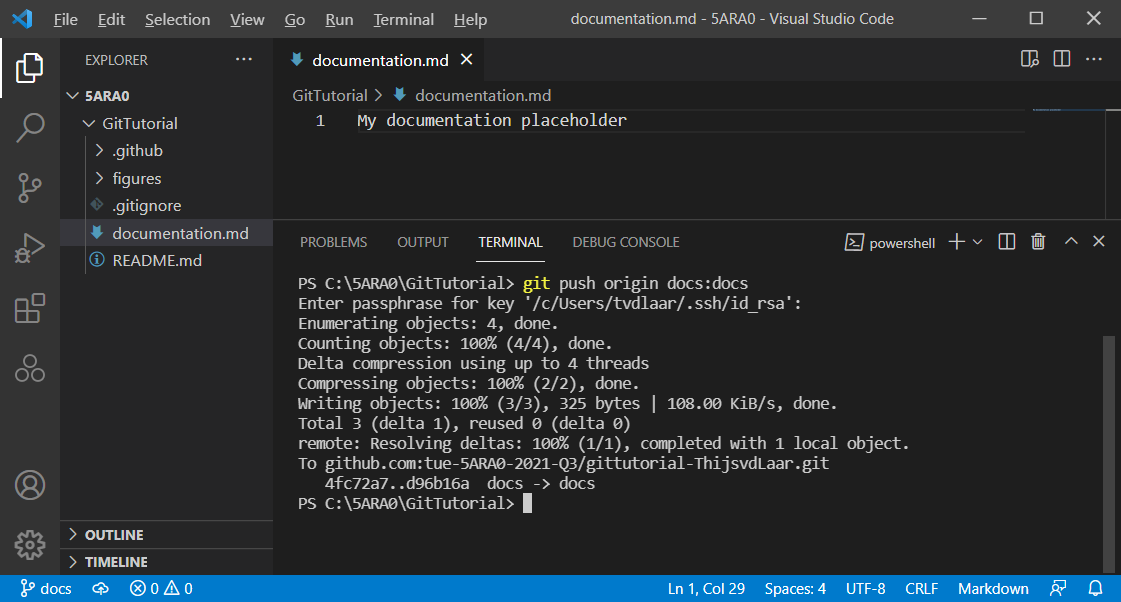 File Edit Selection View Go Run Terminal Help documentation.md - 5ARA0 - Visual Studio Code
EXPLORER
5ARA0
GitTutorial
.github
figures
.gitignore
documentation.md
README.md
OUTLINE
TIMELINE
documentation.md
GitTutorial > documentation.md
1 My documentation placeholder
PROBLEMS OUTPUT TERMINAL DEBUG CONSOLE powershell
PS C:\5ARA0\GitTutorial> git push origin docs:docs
Enter passphrase for key '/c/Users/tvdlaar/.ssh/id_rsa':
Enumerating objects: 4, done.
Counting objects: 100% (4/4), done.
Delta compression using up to 4 threads
Compressing objects: 100% (2/2), done.
Writing objects: 100% (3/3), 325 bytes | 108.00 KiB/s, done.
Total 3 (delta 1), reused 0 (delta 0)
remote: Resolving deltas: 100% (1/1), completed with 1 local object.
To github.com:tue-5ARA0-2021-Q3/gittutorial-ThijsvdLaar.git
   4fc72a7..d96b16a  docs -> docs
PS C:\5ARA0\GitTutorial>
docs 0 0 Ln 1, Col 29 Spaces: 4 UTF-8 CRLF Markdown